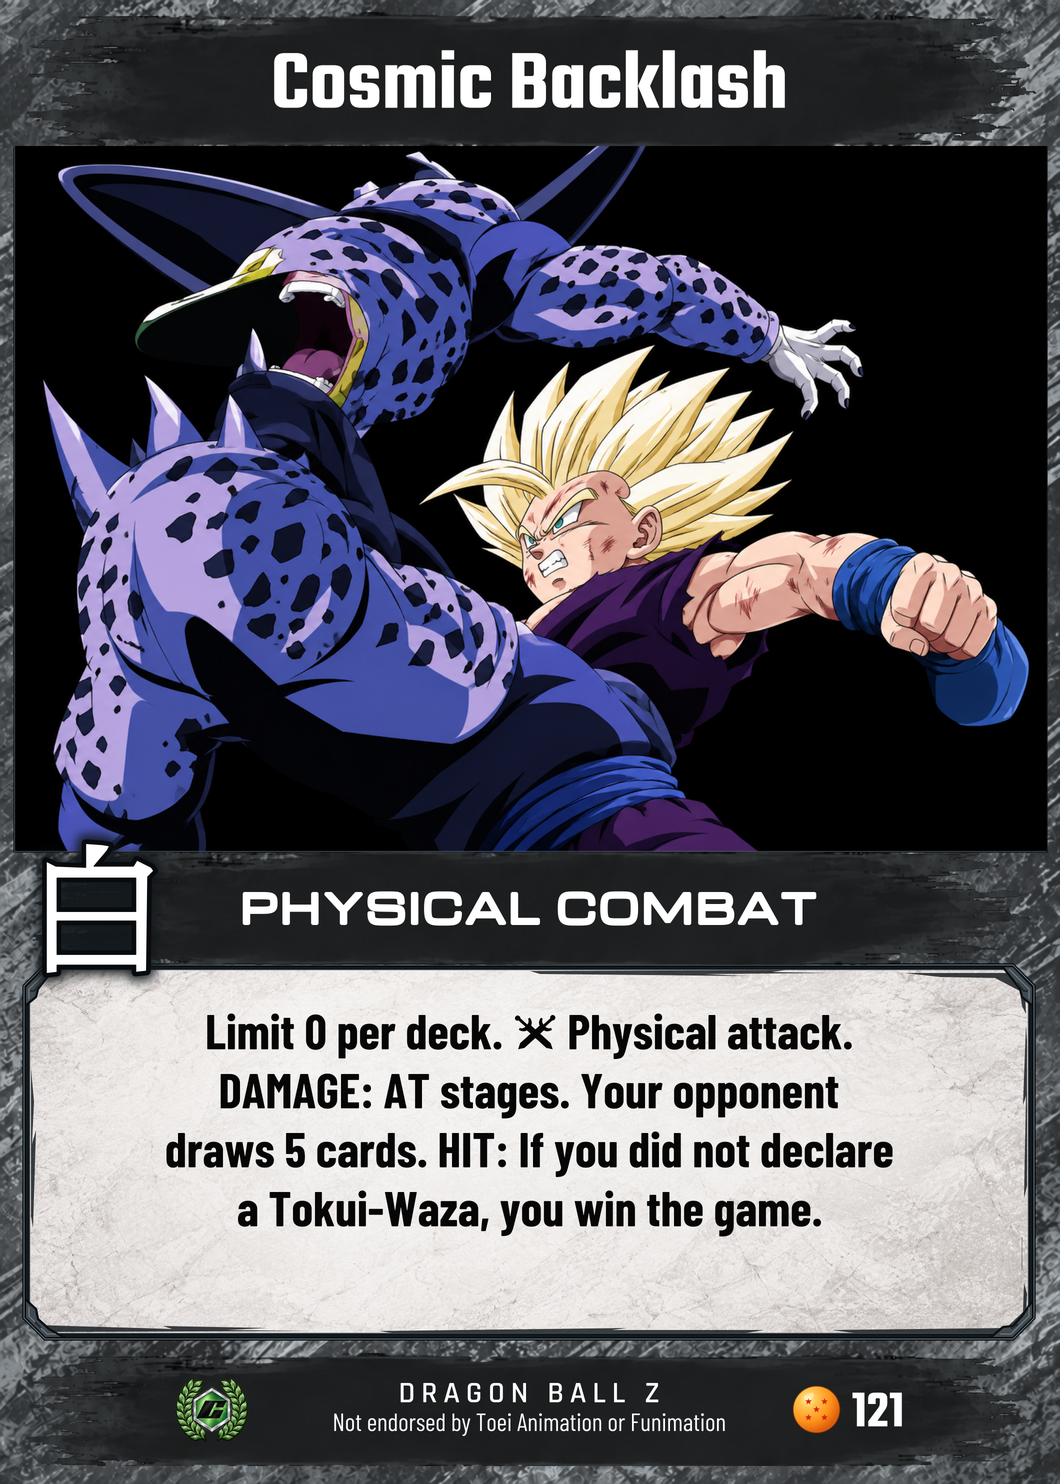 Cosmic Backlash
白
PHYSICAL COMBAT
Limit 0 per deck. Physical attack.
DAMAGE: AT stages. Your opponent
draws 5 cards. HIT: If you did not declare
a Tokui-Waza, you win the game.
DRAGON BALL Z
Not endorsed by Toei Animation or Funimation
121